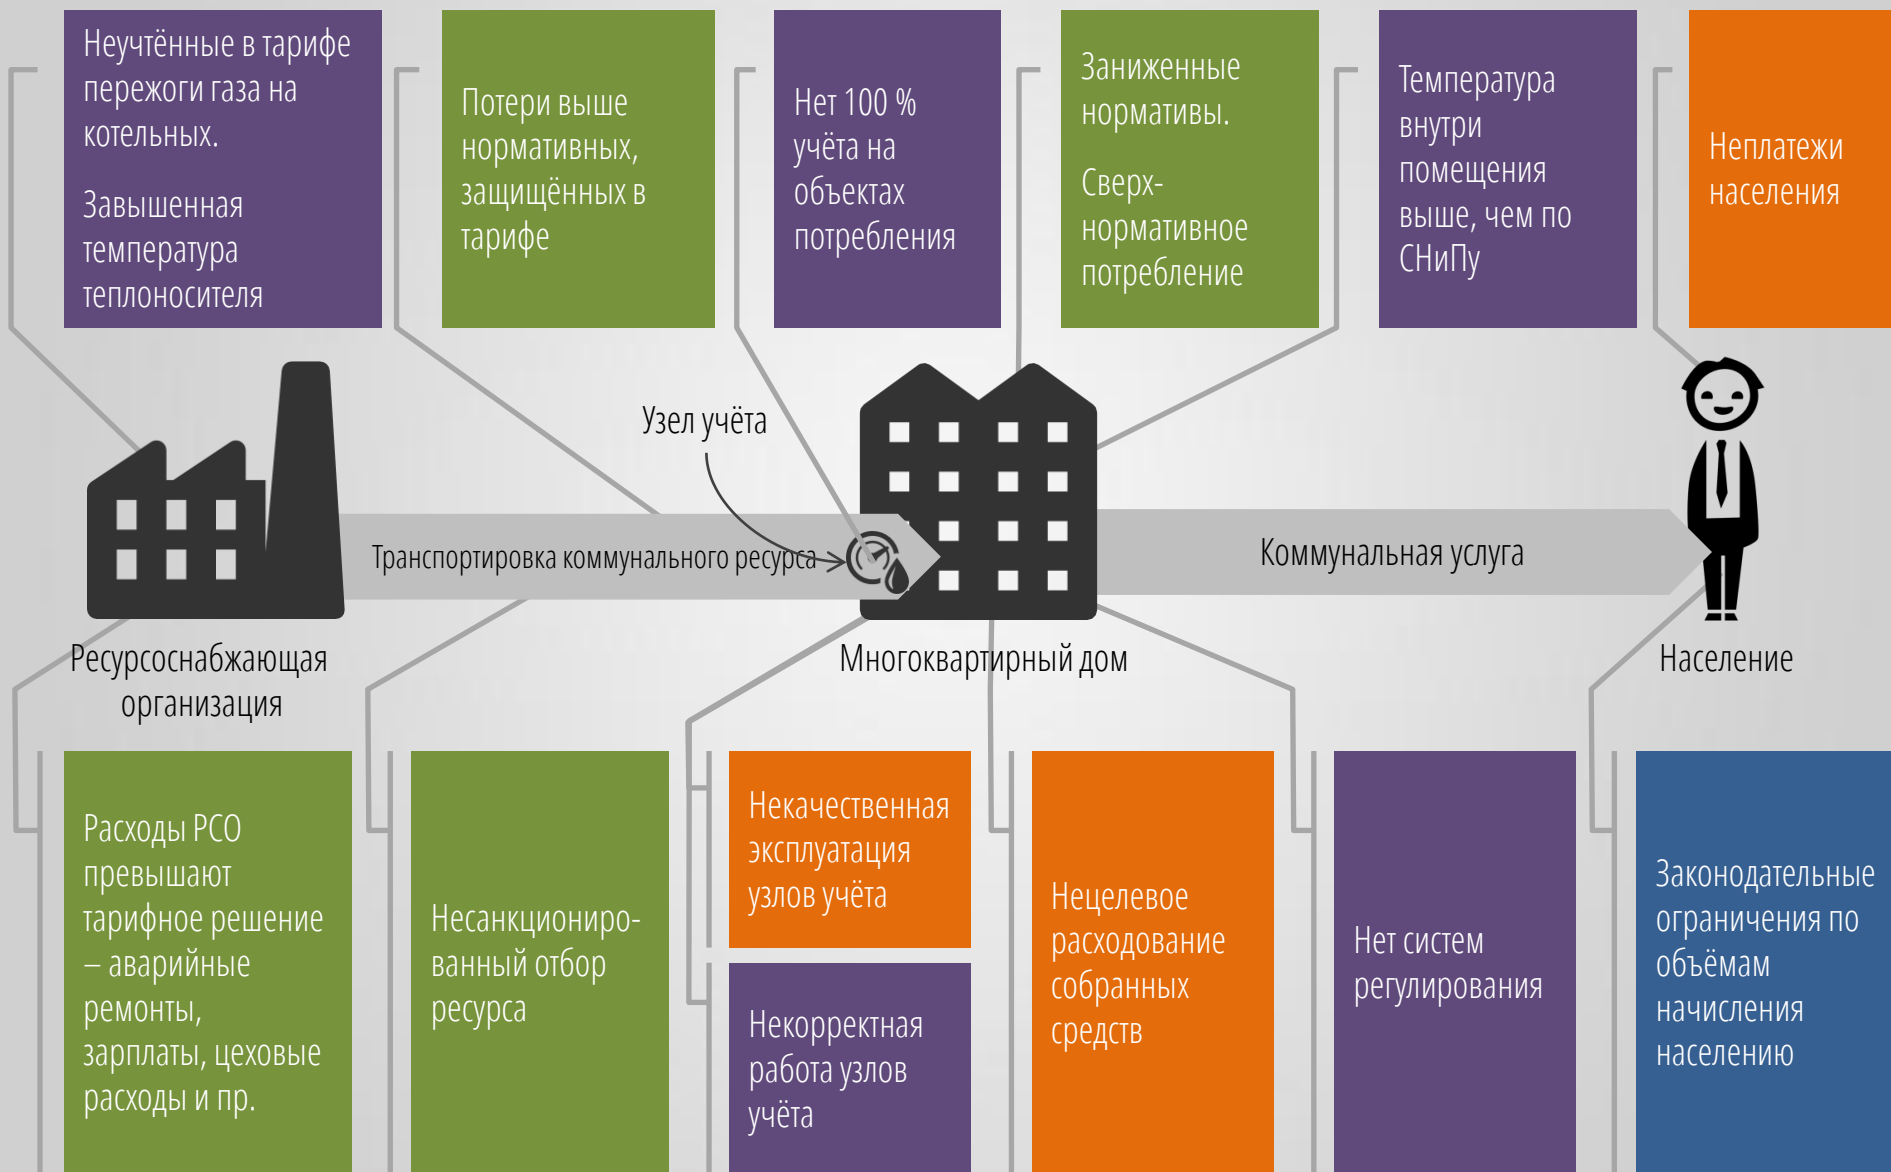 Неучтённые в тарифе
пережоги газа на
котельных.
Завышенная
температура
теплоносителя
Потери выше
нормативных,
защищённых в
тарифе
Нет 100 %
учёта на
объектах
потребления
Заниженные
нормативы.
Сверх-
нормативное
потребление
Температура
внутри
помещения
выше, чем по
СНиПу
Неплатежи
населения
Узел учёта
Транспортировка коммунального ресурса
Коммунальная услуга
Ресурсоснабжающая
организация
Многоквартирный дом
Население
Расходы РСО
превышают
тарифное решение
– аварийные
ремонты,
зарплаты, цеховые
расходы и пр.
Несанкциониро-
ванный отбор
ресурса
Некачественная
эксплуатация
узлов учёта
Некорректная
работа узлов
учёта
Нецелевое
расходование
собранных
средств
Нет систем
регулирования
Законодательные
ограничения по
объёмам
начисления
населению